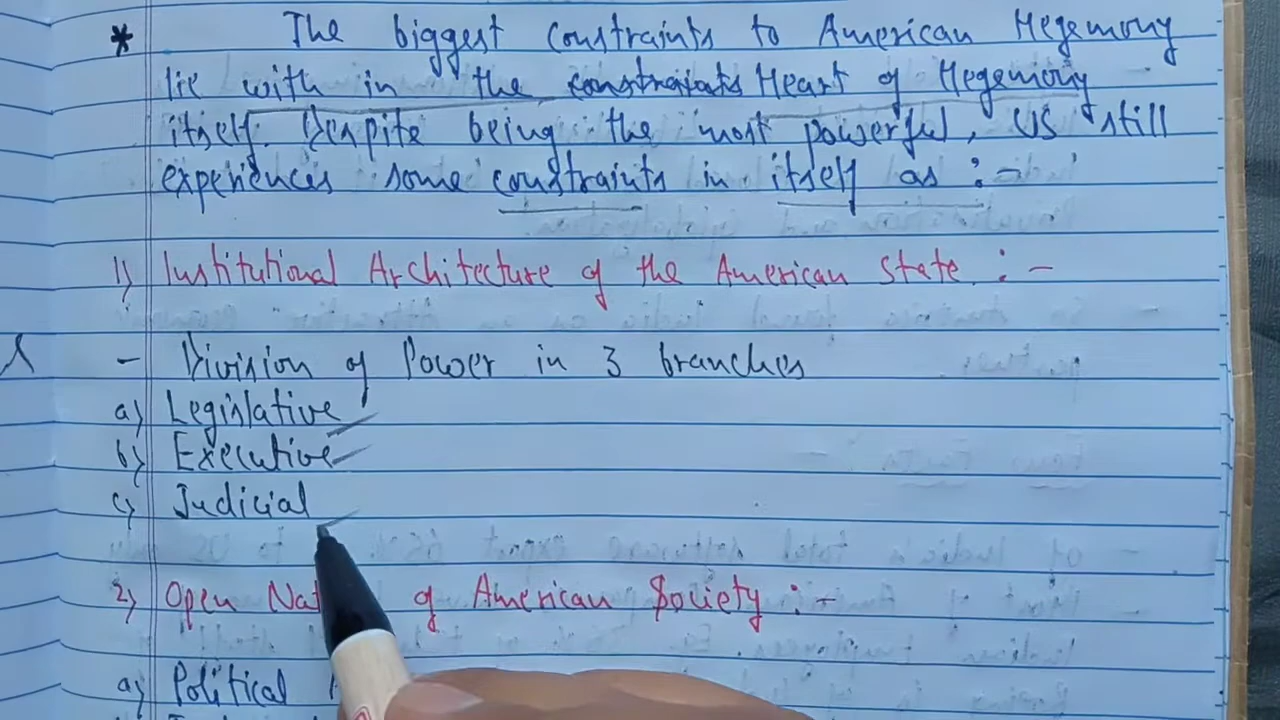 * The biggest constraints to American Hegemony
lie with in the constraints Heart of Hegemony
itself. Despite being the most powerful, US still
experiences some constraints in itself as :-
1) Institutional Architecture of the American State :-
- Division of Power in 3 branches
a) Legislative
b) Executive
c) Judicial
2) Open of American Society :-
a) Political